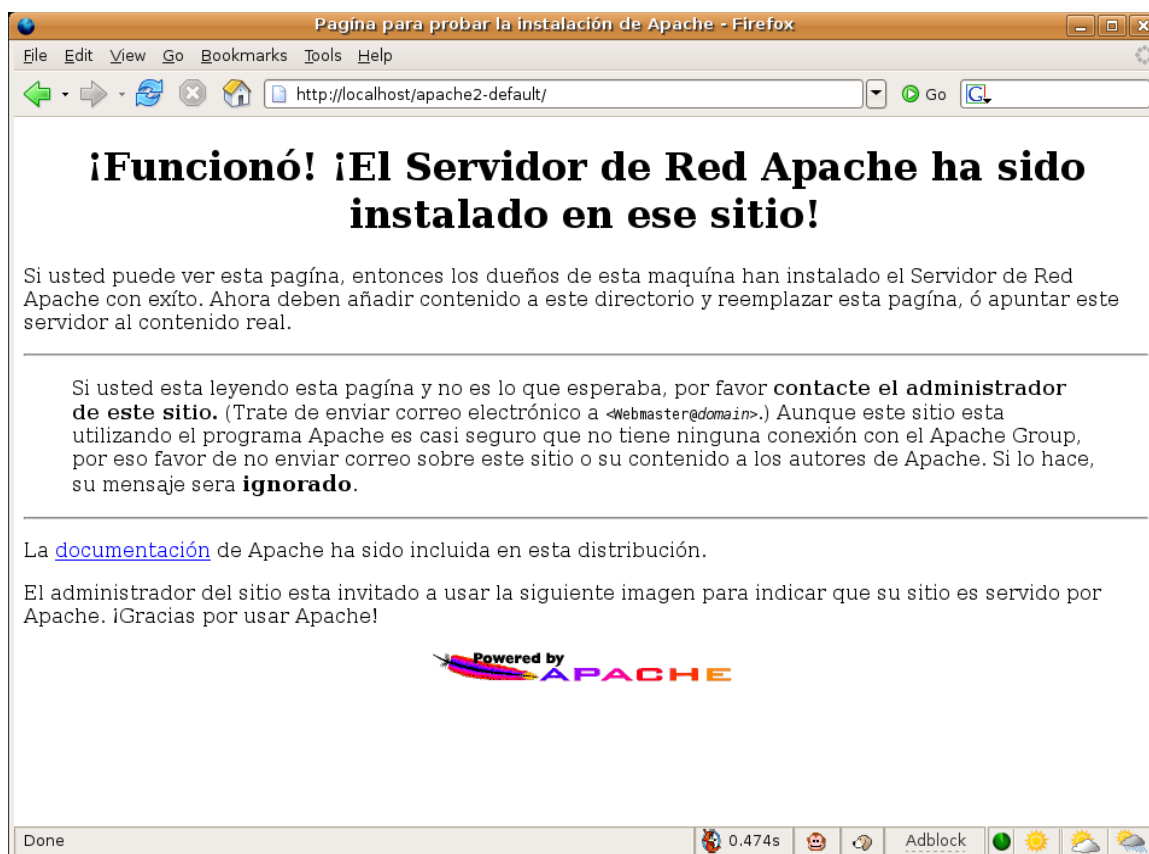 Pagína para probar la instalación de Apache - Firefox
File Edit View Go Bookmarks Tools Help
http://localhost/apache2-default/ Go G
¡Funcionó! ¡El Servidor de Red Apache ha sido
instalado en ese sitio!
Si usted puede ver esta pagína, entonces los dueños de esta maquína han instalado el Servidor de Red
Apache con exíto. Ahora deben añadir contenido a este directorio y reemplazar esta pagína, ó apuntar este
servidor al contenido real.
Si usted esta leyendo esta pagína y no es lo que esperaba, por favor contacte el administrador
de este sitio. (Trate de enviar correo electrónico a <Webmaster@domain>.) Aunque este sitio esta
utilizando el programa Apache es casi seguro que no tiene ninguna conexión con el Apache Group,
por eso favor de no enviar correo sobre este sitio o su contenido a los autores de Apache. Si lo hace,
su mensaje sera ignorado.
La documentación de Apache ha sido incluida en esta distribución.
El administrador del sitio esta invitado a usar la siguiente imagen para indicar que su sitio es servido por
Apache. ¡Gracias por usar Apache!
Powered by
APACHE
Done 0.474s Adblock